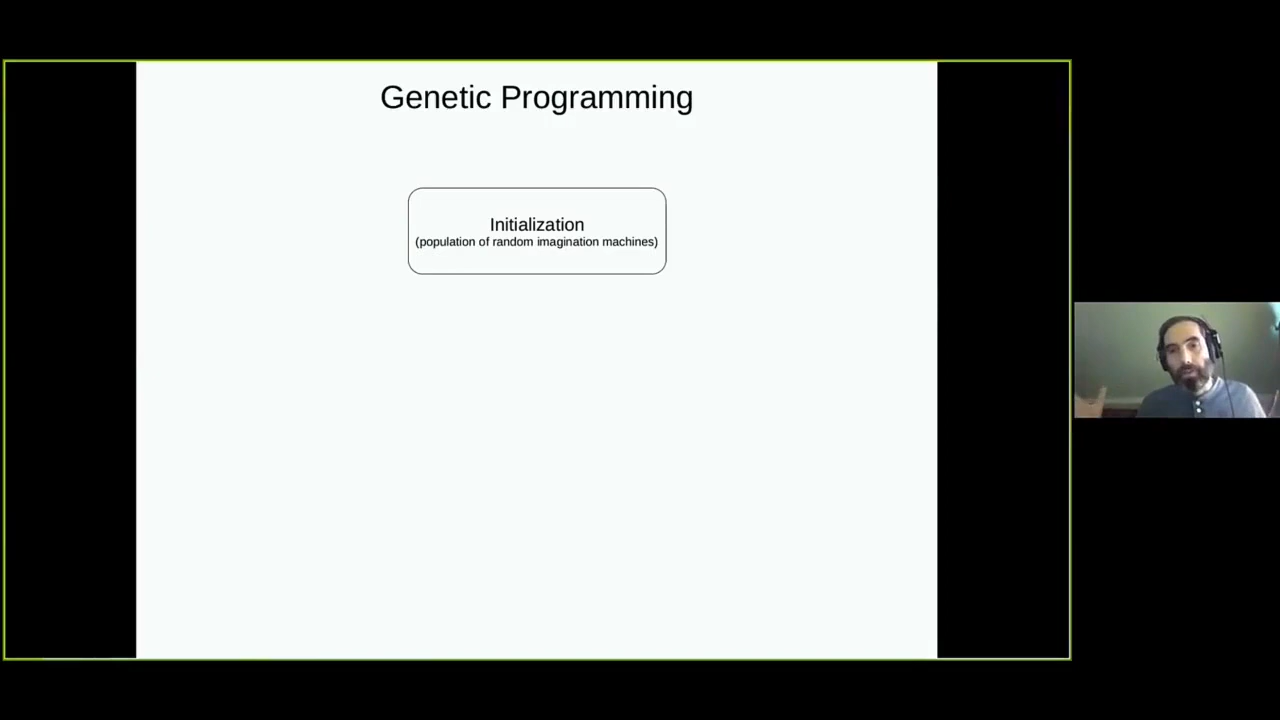 Genetic Programming
Initialization
(population of random imagination machines)